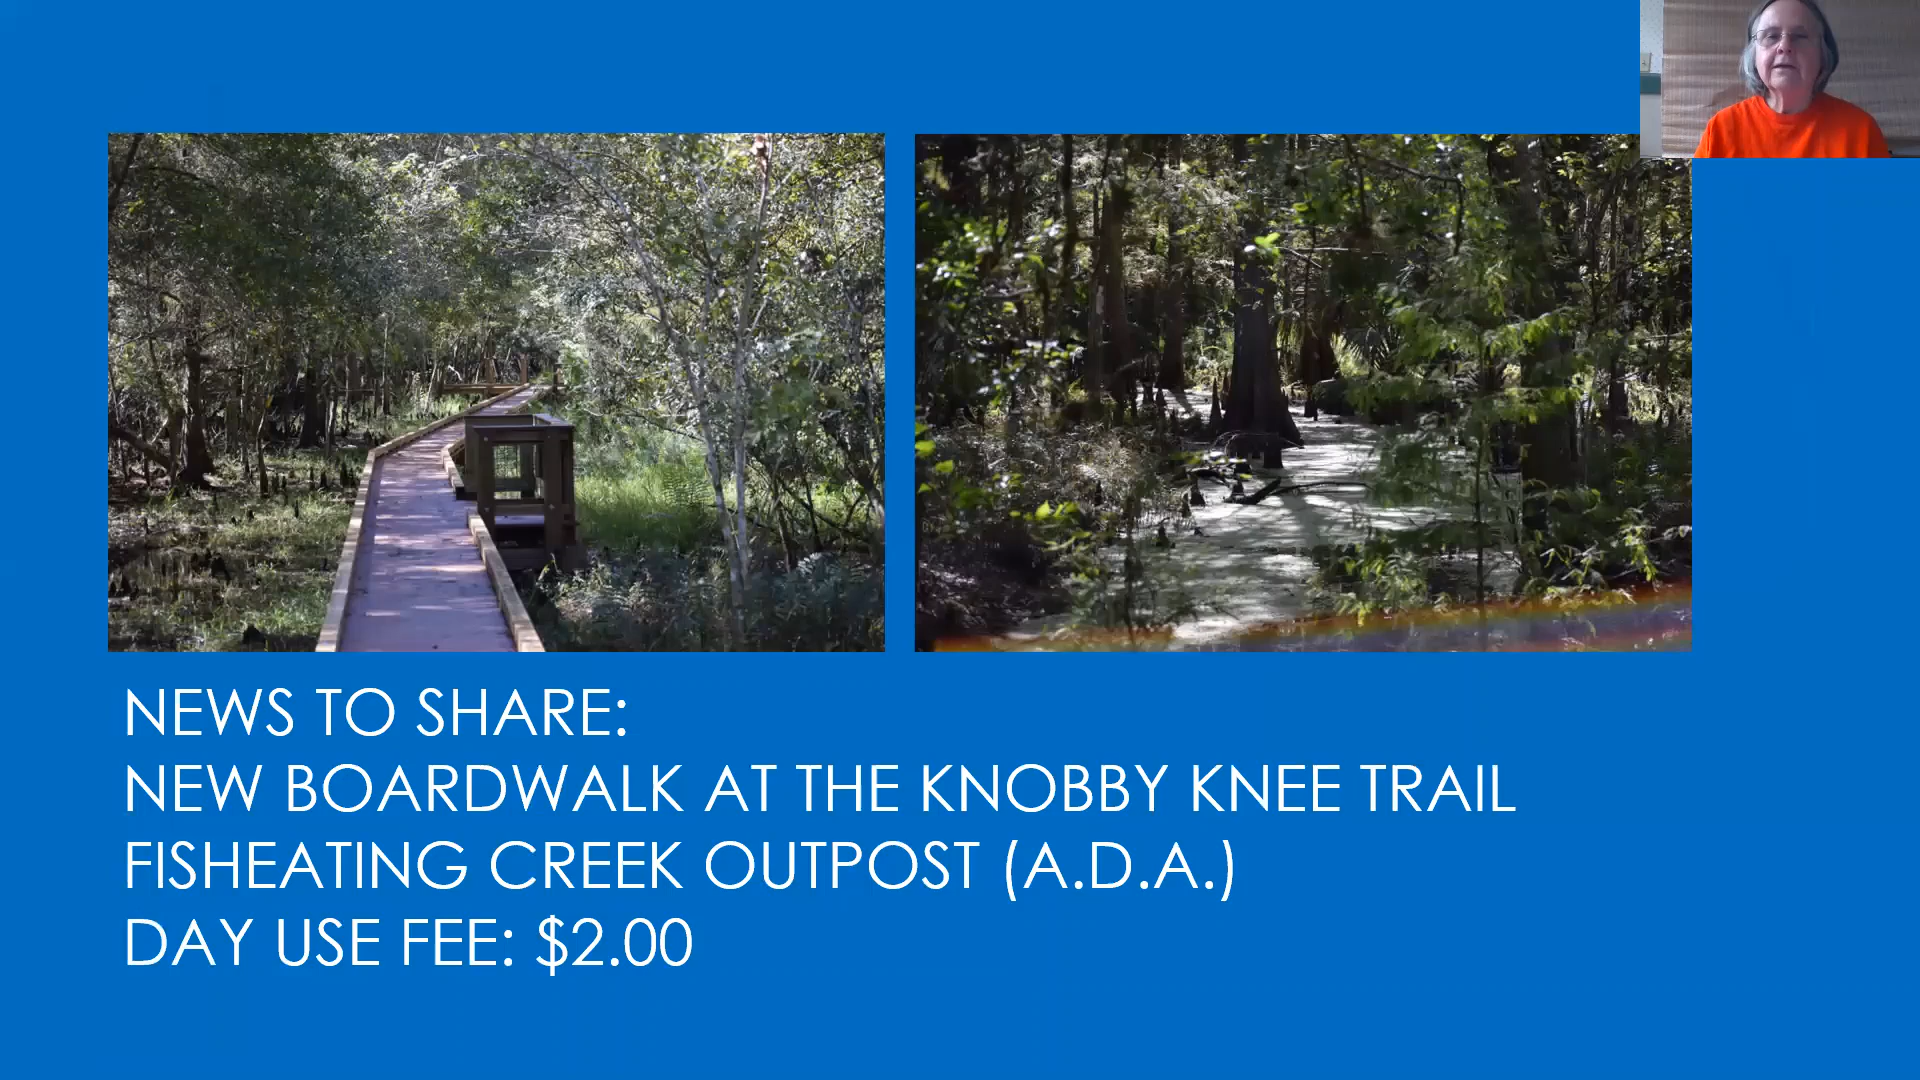 NEWS TO SHARE:
NEW BOARDWALK AT THE KNOBBY KNEE TRAIL
FISHEATING CREEK OUTPOST (A.D.A.)
DAY USE FEE: $2.00